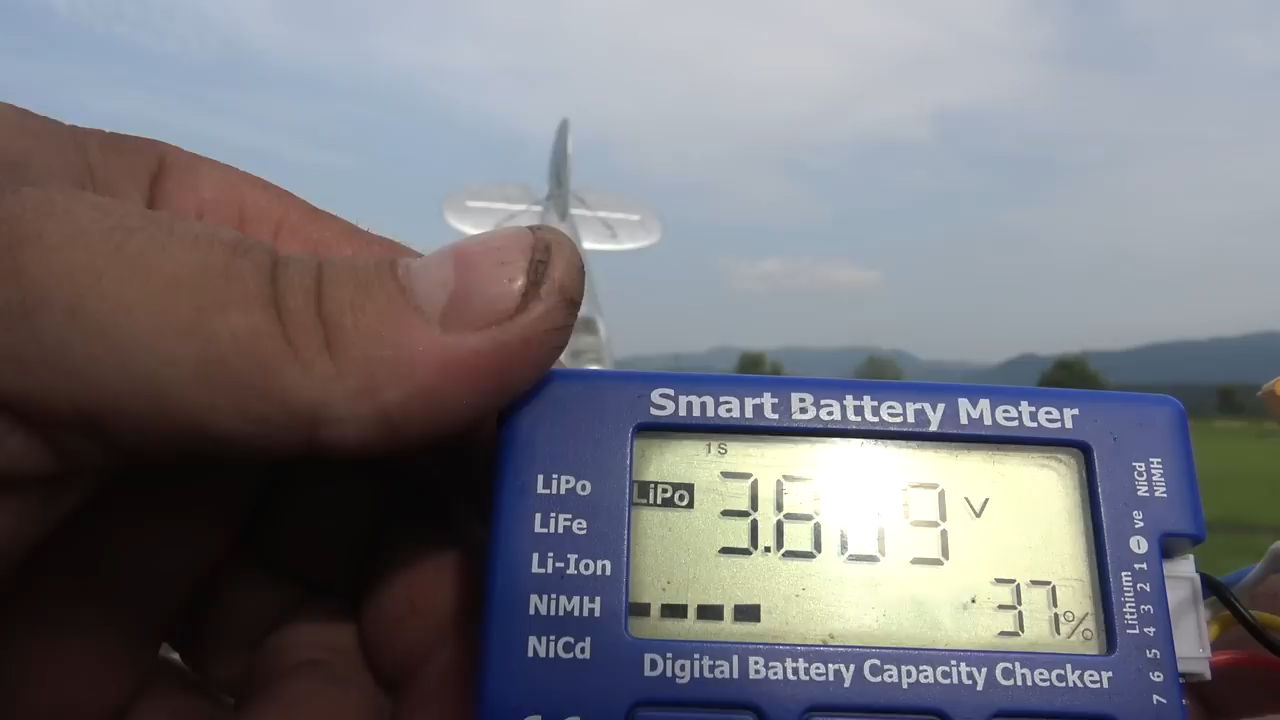 Smart Battery Meter
1S
LiPo
LiPo
LiFe
Li-Ion
NiMH
NiCd
V
37%
Digital Battery Capacity Checker
NiCd
NiMH
ve
Lithium
7 6 5 4 3 2 1